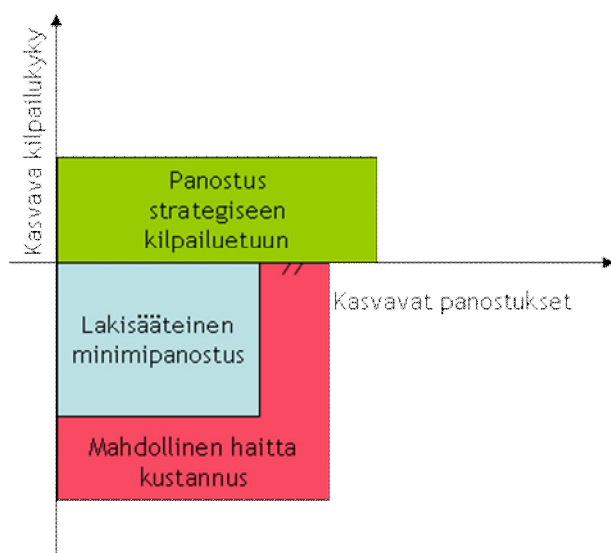 Kasvava kilpailukyky
Panostus
strategiseen
kilpailuetuun
Kasvavat panostukset
Lakisääteinen
minimipanostus
Mahdollinen haitta
kustannus